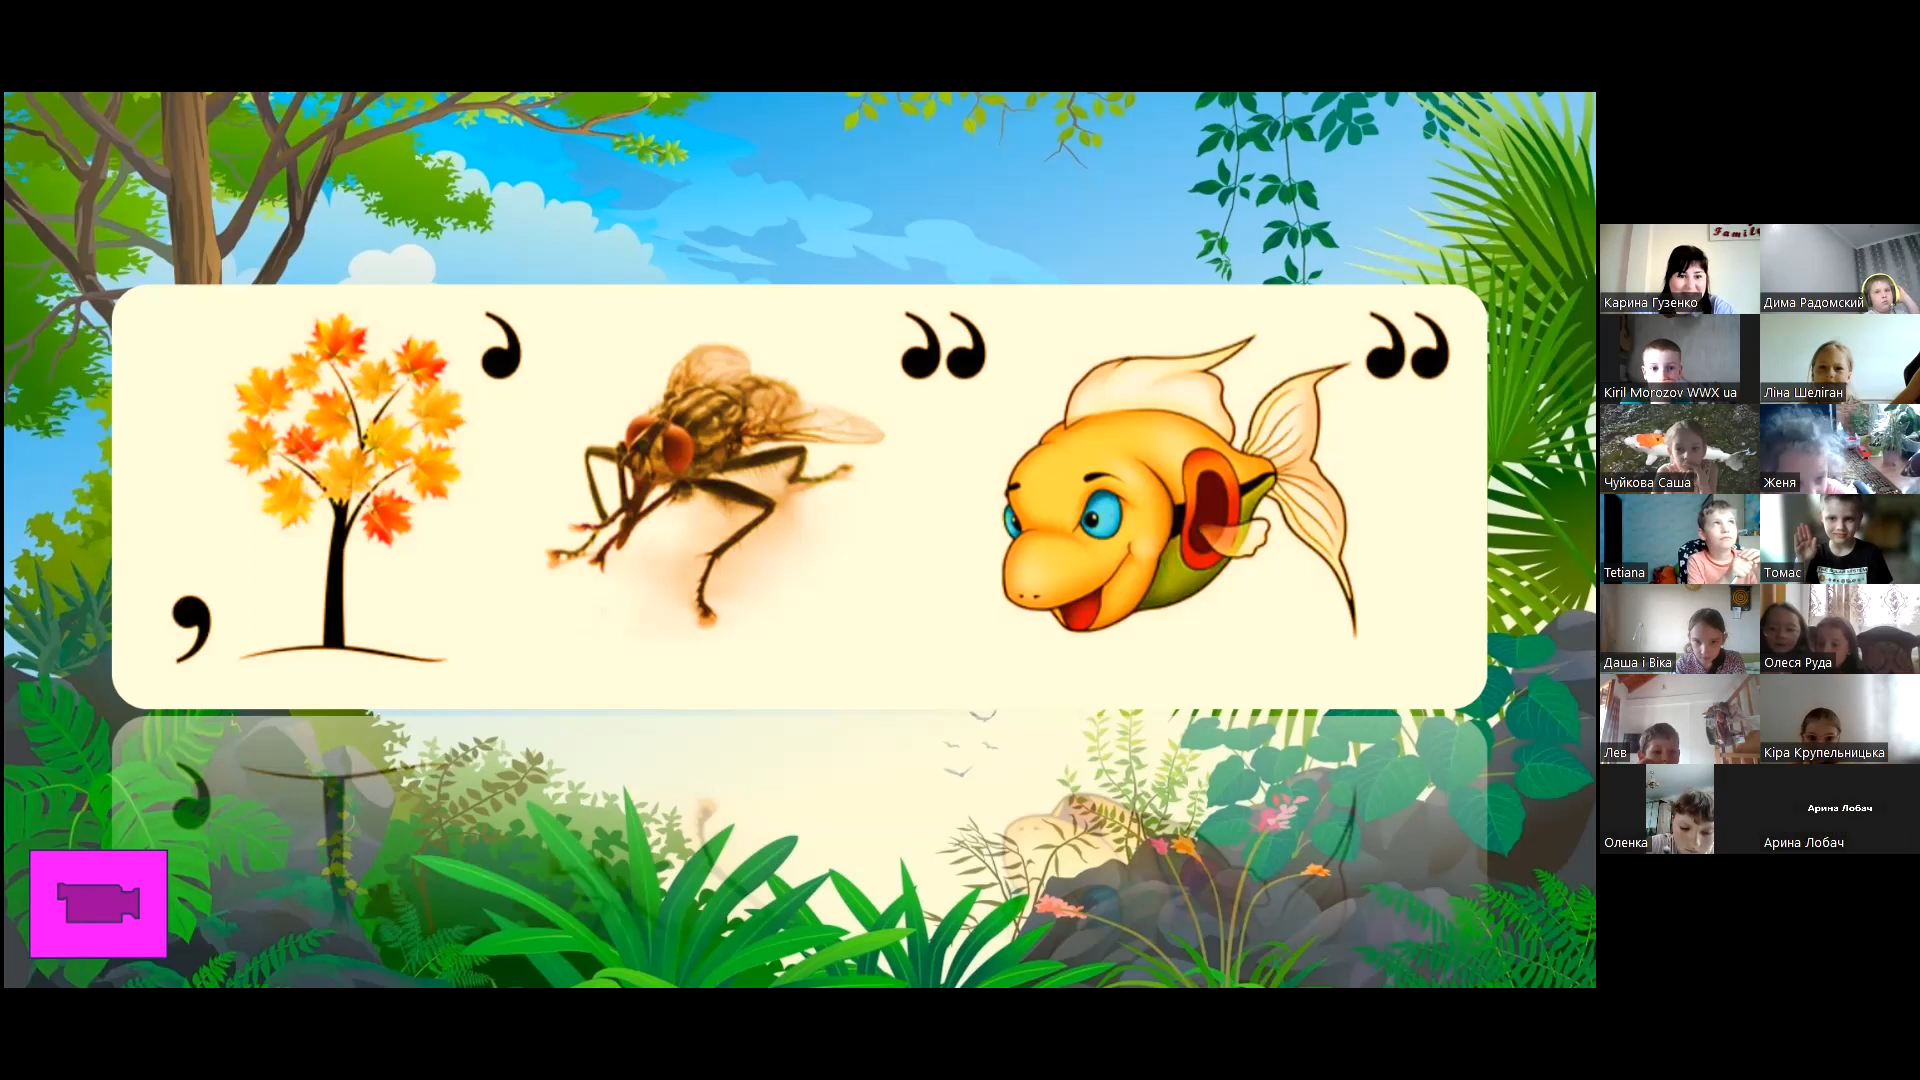 Family
Карина Гузенко
Дима Радомский
Kiril Morozov WWX ua
Ліна Шеліган
Чуйкова Саша
Женя
Tetiana
Томас
Даша і Віка
Олеся Руда
Лев
Кіра Крупельницька
Оленка
Арина Лобач
Арина Лобач